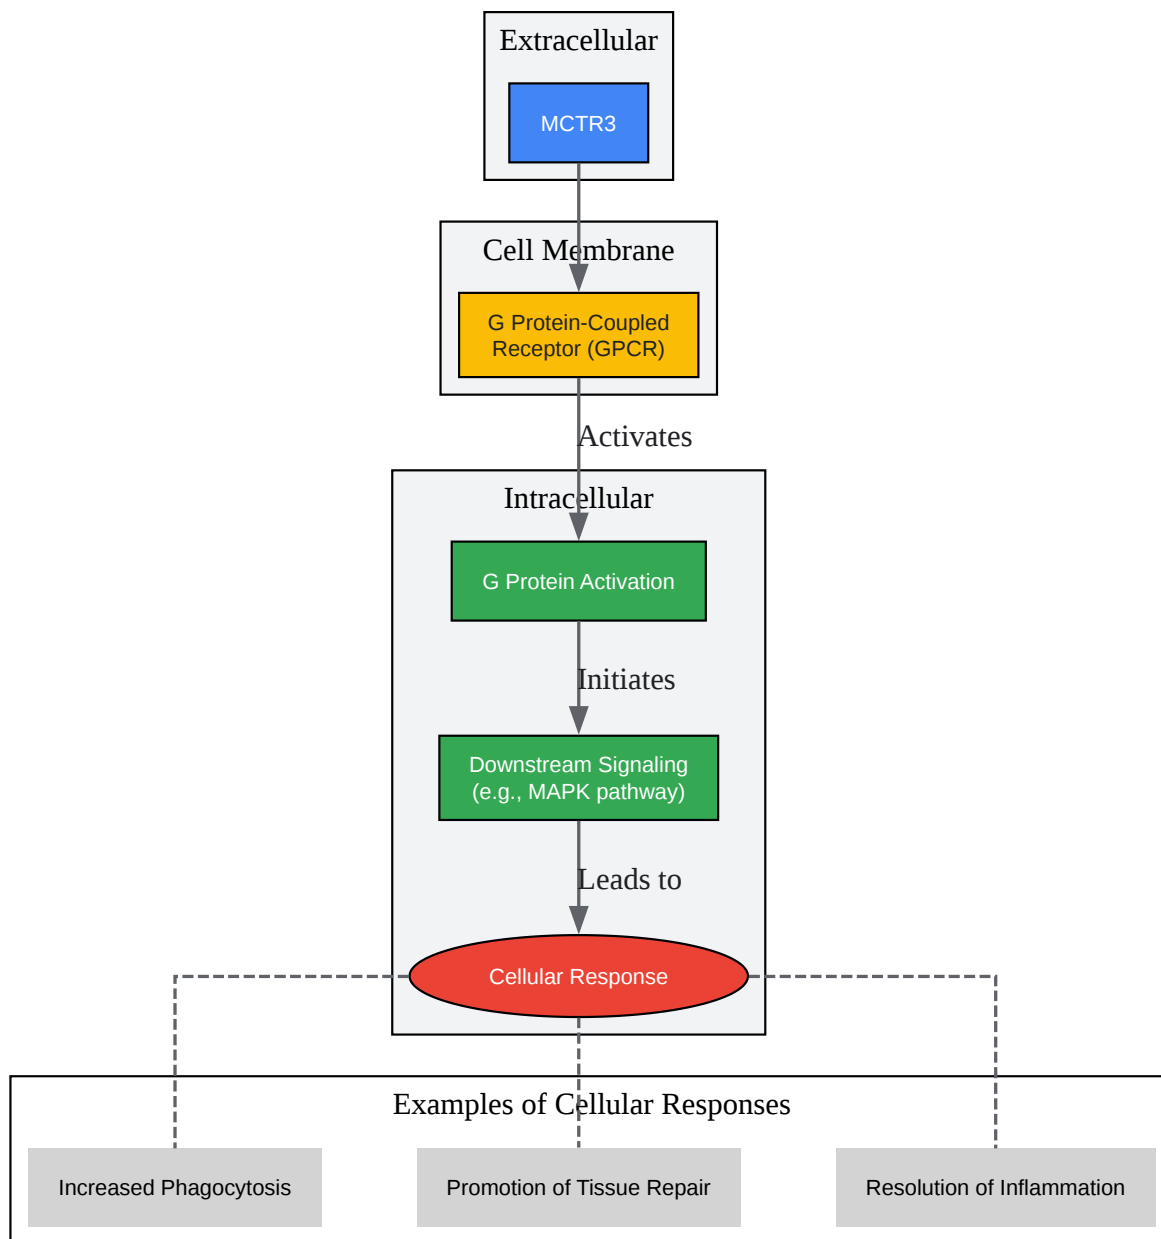 Extracellular
MCTR3
Cell Membrane
G Protein-Coupled
Receptor (GPCR)
Activates
Intracellular
G Protein Activation
Initiates
Downstream Signaling
(e.g., MAPK pathway)
Leads to
Cellular Response
Examples of Cellular Responses
Increased Phagocytosis
Promotion of Tissue Repair
Resolution of Inflammation